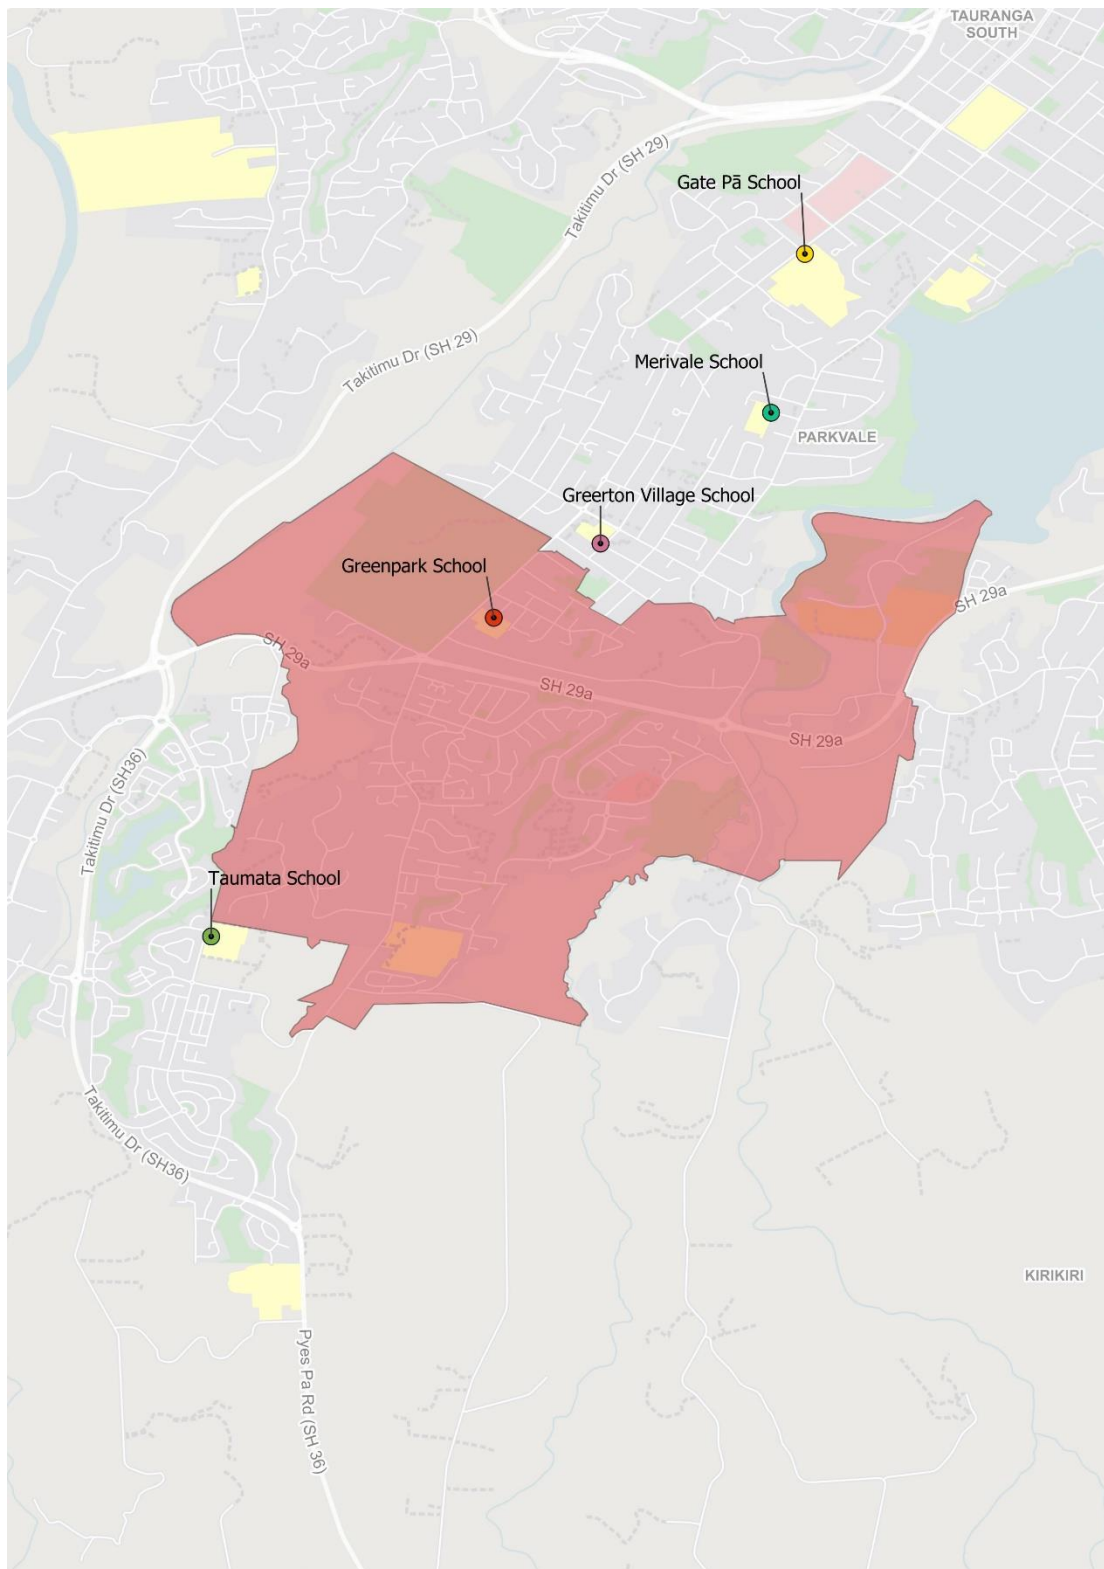 TAURANGA
SOUTH
Takitimu Dr (SH 29)
Gate Pā School
Takitimu Dr (SH 29)
Merivale School
PARKVALE
Greerton Village School
Greenpark School
SH 29a
SH 29a
SH 29a
SH 29a
Takitimu Dr (SH36)
Taumata School
Takitimu Dr (SH36)
KIRIKIRI
Pyes Pa Rd (SH 36)